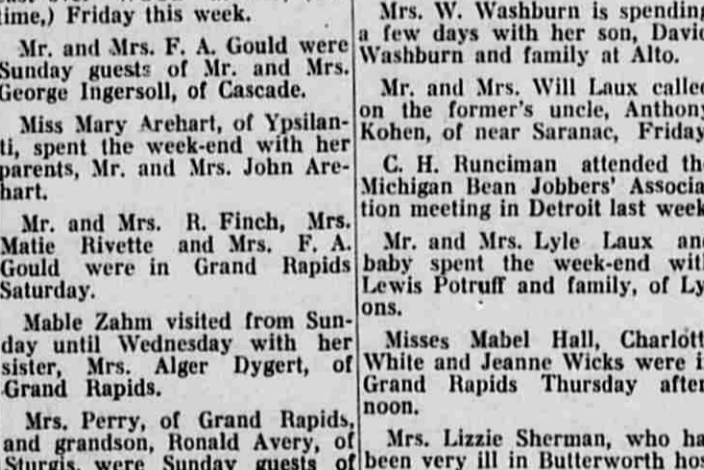 time,) Friday this week.
Mr. and Mrs. F. A. Gould were
Sunday guests of Mr. and Mrs.
George Ingersoll, of Cascade.
Miss Mary Arehart, of Ypsilan-
ti, spent the week-end with her
parents, Mr. and Mrs. John Are-
hart.
Mr. and Mrs. R. Finch, Mrs.
Matie Rivette and Mrs. F. A.
Gould were in Grand Rapids
Saturday.
Mable Zahm visited from Sun-
day until Wednesday with her
sister, Mrs. Alger Dygert, of
Grand Rapids.
Mrs. Perry, of Grand Rapids,
and grandson, Ronald Avery, of
Sturgis, were Sunday guests of
Mrs. W. Washburn is spending
a few days with her son, David
Washburn and family at Alto.
Mr. and Mrs. Will Laux called
on the former's uncle, Anthony
Kohen, of near Saranac, Friday
C. H. Runciman attended the
Michigan Bean Jobbers' Associa
tion meeting in Detroit last week
Mr. and Mrs. Lyle Laux and
baby spent the week-end with
Lewis Potruff and family, of Ly
ons.
Misses Mabel Hall, Charlott
White and Jeanne Wicks were i
Grand Rapids Thursday after
noon.
Mrs. Lizzie Sherman, who ha
been very ill in Butterworth hos